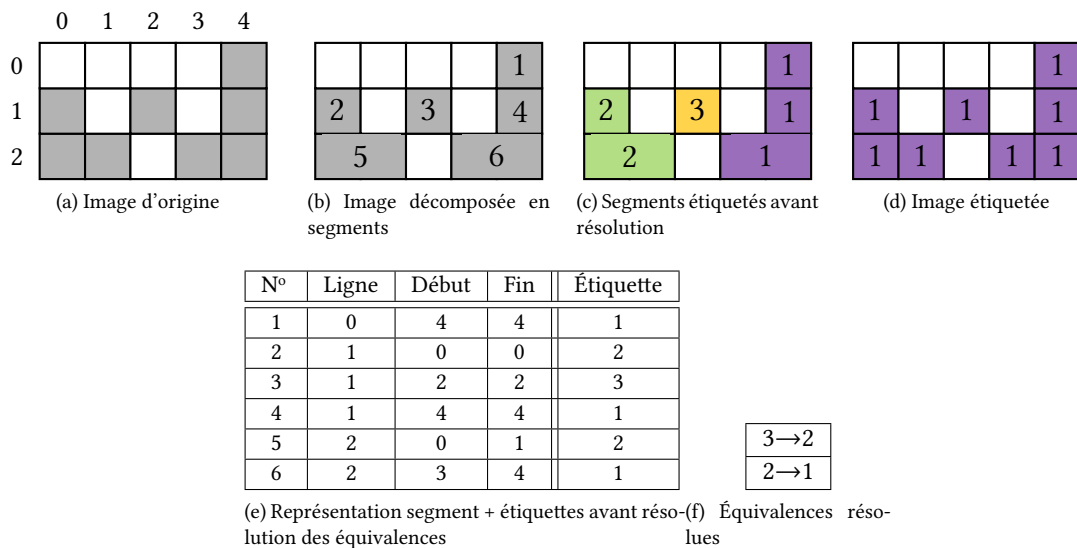 0 1 2 3 4
0 1 1
1 2 3 4 2 3 1 1 1 1
2 5 6 2 1 1 1 1 1
1
(a) Image d'origine
(b) Image décomposée en
segments
(c) Segments étiquetés avant
résolution
(d) Image étiquetée
Nº Ligne Début Fin Étiquette
1 0 4 4 1
2 1 0 0 2
3 1 2 2 3
4 1 4 4 1
5 2 0 1 2
6 2 3 4 1
3→2
2→1
(e) Représentation segment + étiquettes avant réso-
lution des équivalences
(f) Équivalences réso-
lues